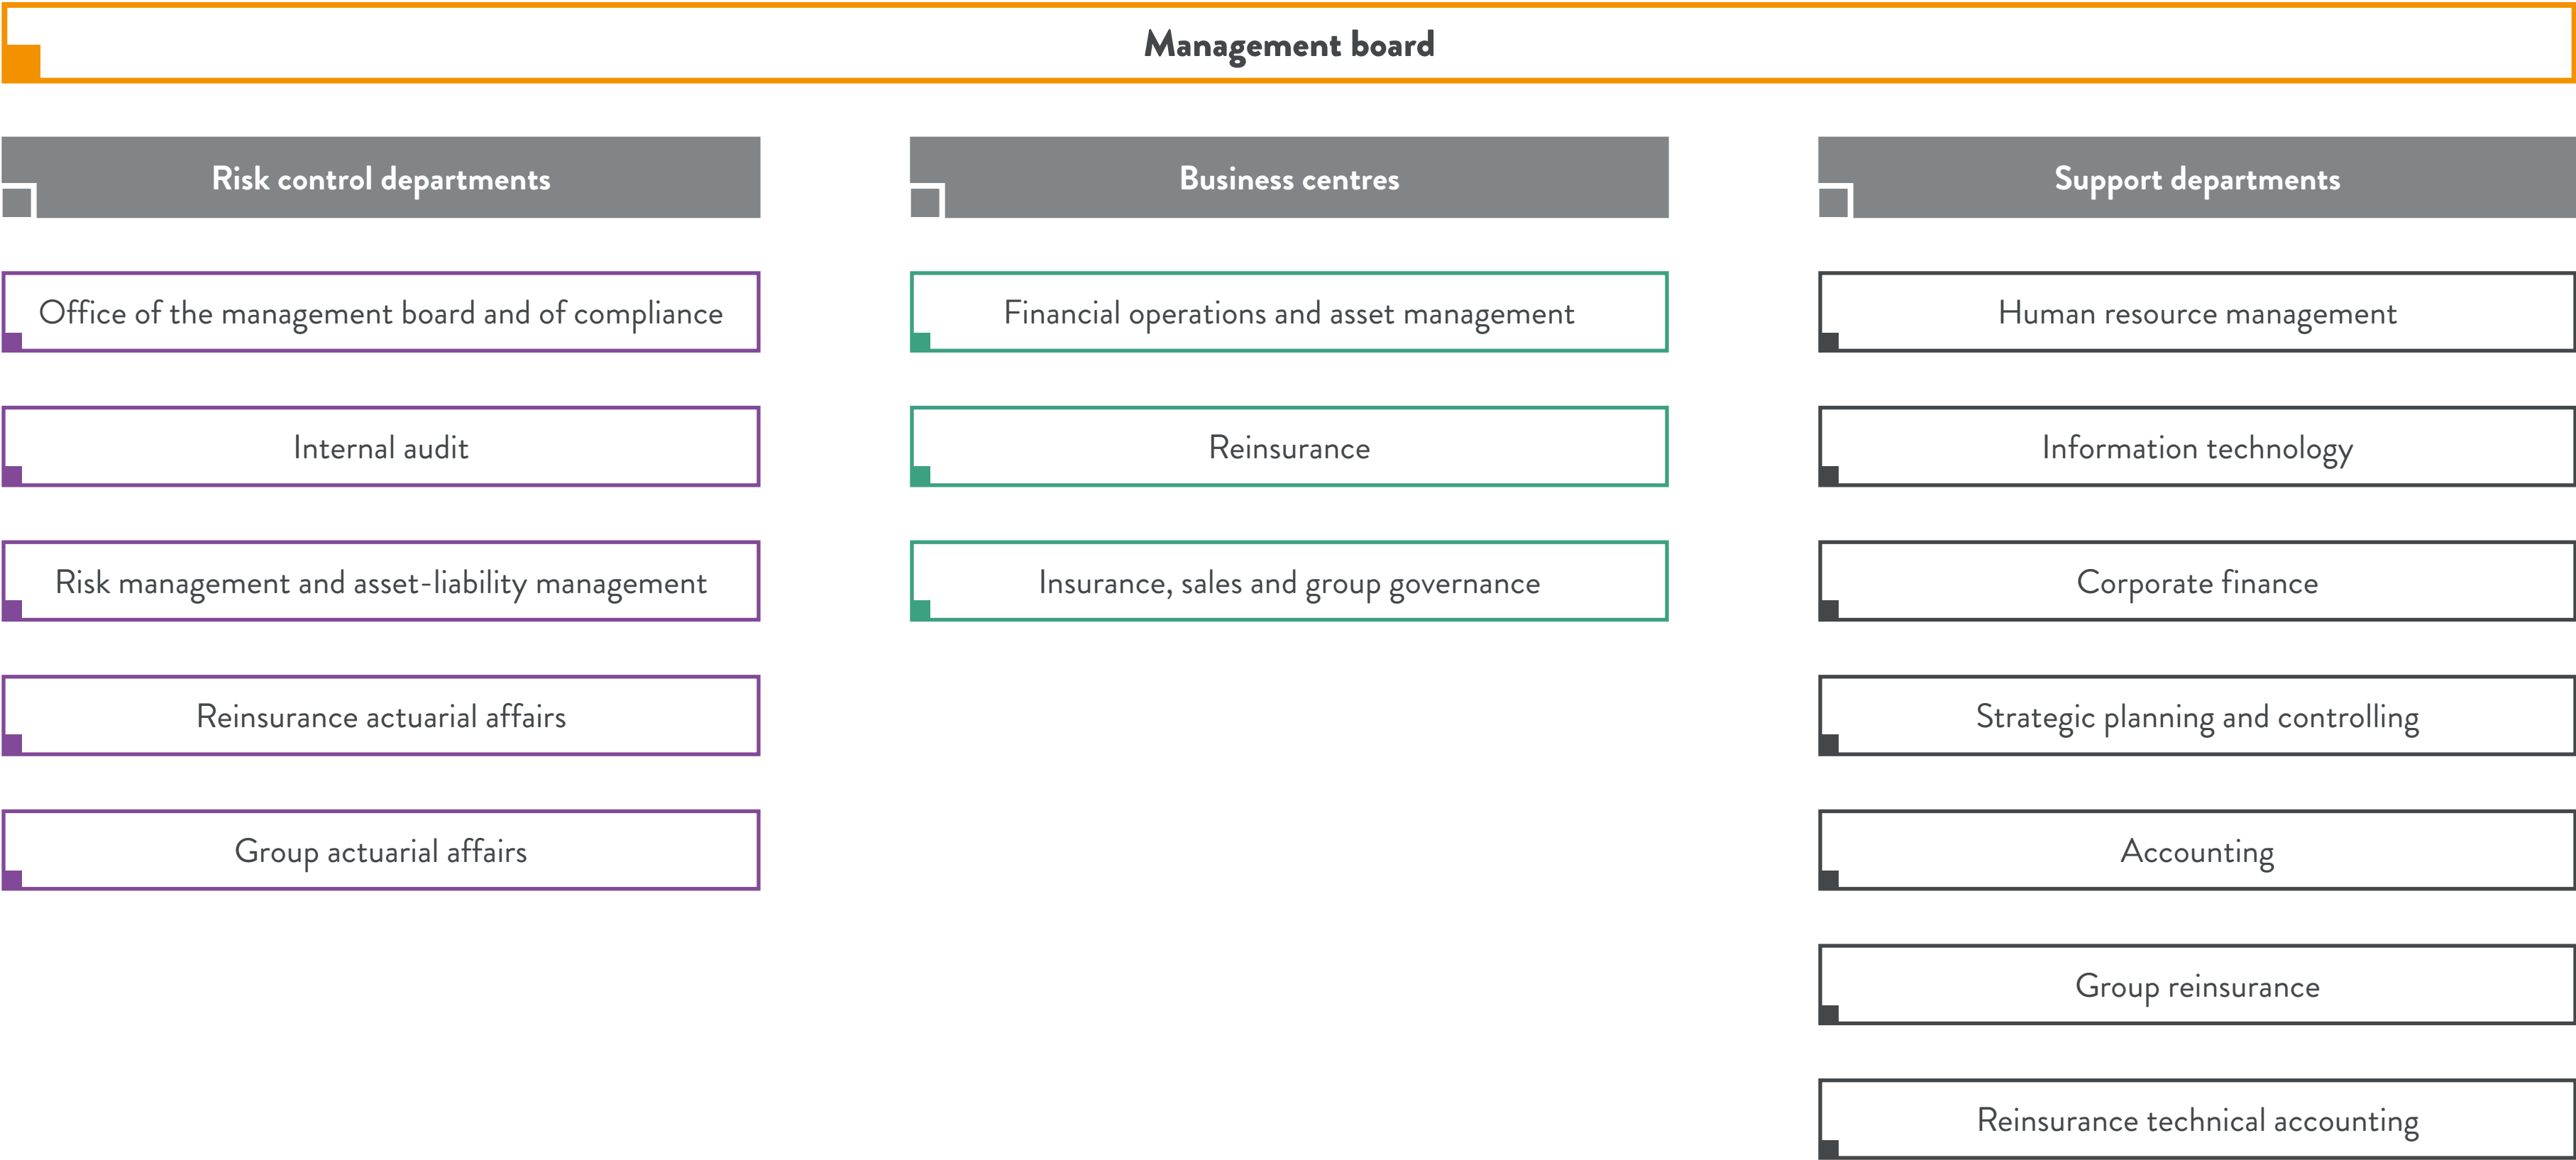 Management board
Risk control departments
Business centres
Support departments
Office of the management board and of compliance
Financial operations and asset management
Human resource management
Internal audit
Reinsurance
Information technology
Risk management and asset-liability management
Insurance, sales and group governance
Corporate finance
Reinsurance actuarial affairs
Strategic planning and controlling
Group actuarial affairs
Accounting
Group reinsurance
Reinsurance technical accounting